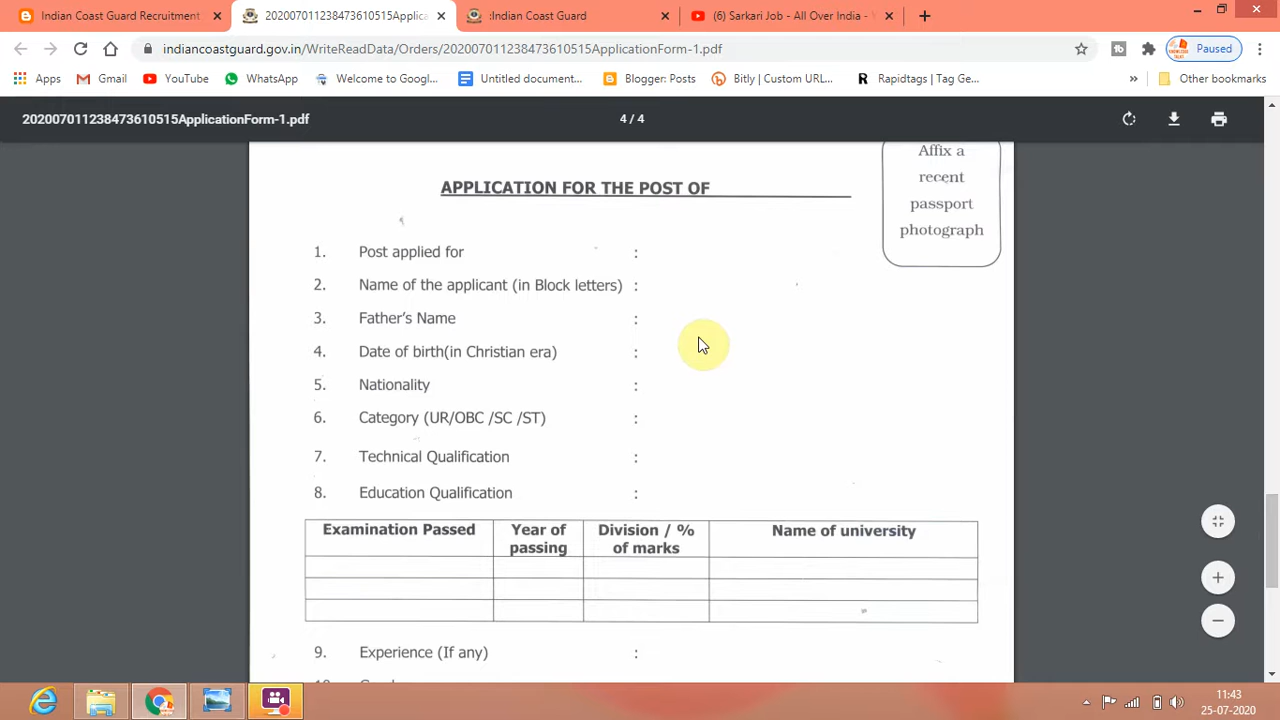 Indian Coast Guard Recruitment
20200701123847361051 5Applica
:Indian Coast Guard
(6) Sarkari Job - All Over India -
indiancoastguard.gov.in/WriteReadData/Orders/202007011238473610515ApplicationForm-1.pdf
Paused
Apps
Gmail
YouTube
WhatsApp
Welcome to Googl...
Untitled document...
Blogger: Posts
Bitly | Custom URL...
Rapidtags | Tag Ge...
»
Other bookmarks
202007011238473610515ApplicationForm-1.pdf
4 / 4
Affix a
recent
passport
photograph
APPLICATION FOR THE POST OF
1. Post applied for :
2. Name of the applicant (in Block letters) :
3. Father's Name :
4. Date of birth(in Christian era) :
5. Nationality :
6. Category (UR/OBC /SC /ST) :
7. Technical Qualification :
8. Education Qualification :
Examination Passed Year of passing Division / % of marks Name of university
9. Experience (If any) :
11:43
25-07-2020